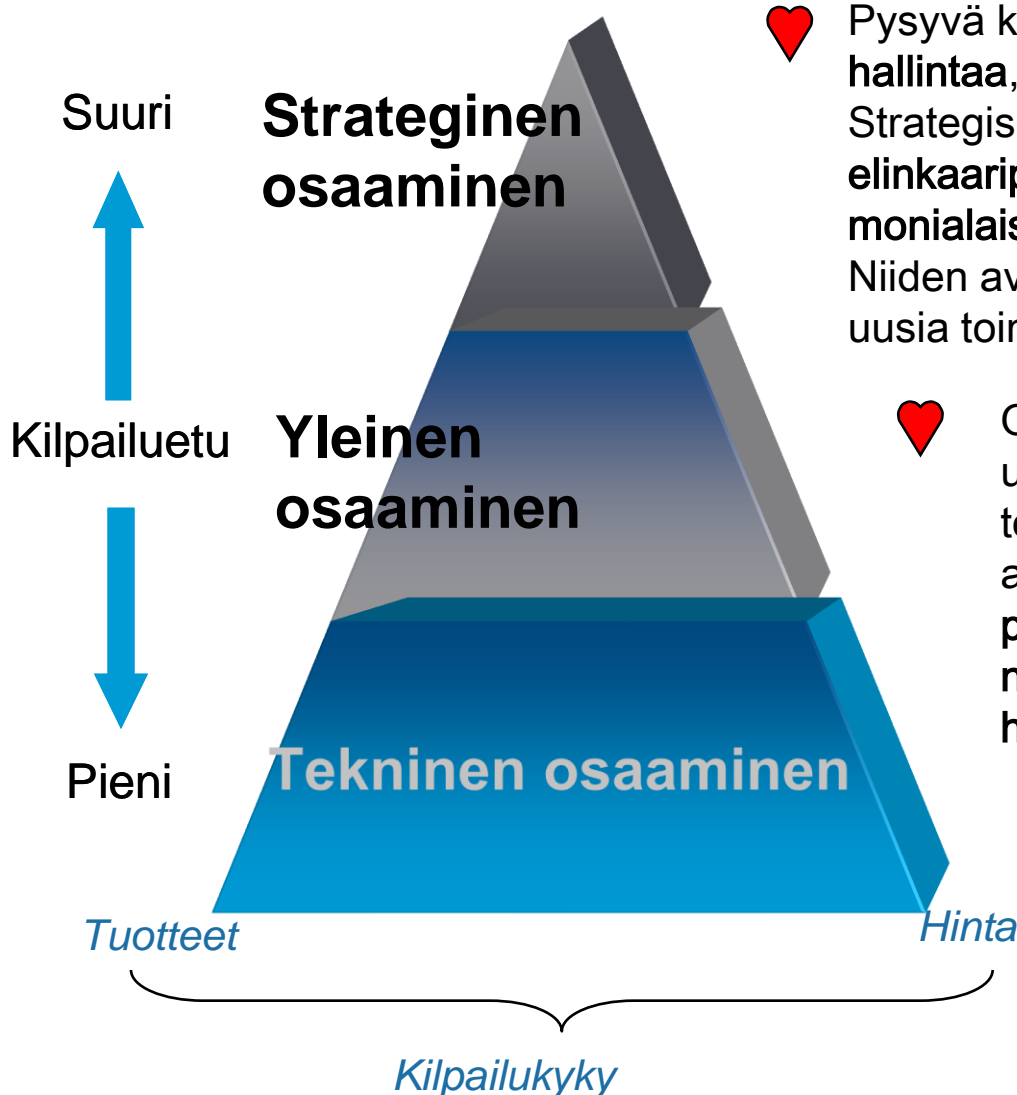 Suuri
Strateginen
osaaminen
Kilpailuetu
Yleinen
osaaminen
Pieni
Tekninen osaaminen
Tuotteet
Hinta
Kilpailukyky
Pysyvä k
hallintaa,
Strategis
elinkaarip
monialais
Niiden av
uusia
u
te
a
p
h